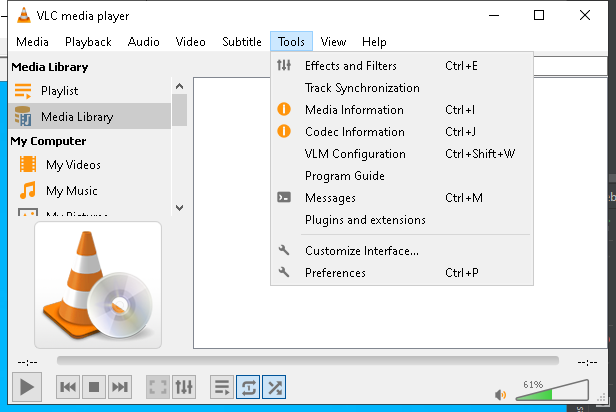 VLC media player
Media Playback Audio Video Subtitle Tools View Help
Media Library
Playlist
Media Library
My Computer
My Videos
My Music
My Pictures
Effects and Filters Ctrl+E
Track Synchronization
Media Information Ctrl+I
Codec Information Ctrl+J
VLM Configuration Ctrl+Shift+W
Program Guide
Messages Ctrl+M
Plugins and extensions
Customize Interface...
Preferences Ctrl+P
--:-- --:--
61%